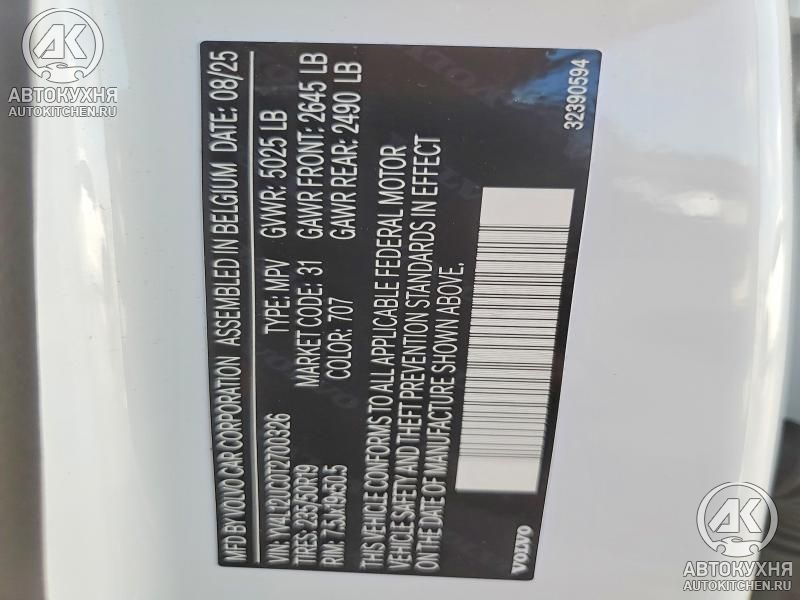 MFD BY VOLVO CAR CORPORATION ASSEMBLED IN BELGIUM DATE: 08/25
VIN: YV4L12UC0T2700326 TYPE: MPV GVWR: 5025 LB
TIRES: 235/50R19 MARKET CODE: 31 GAWR FRONT: 2645 LB
RIM: 7.5Jx19x50.5 COLOR: 707 GAWR REAR: 2490 LB
THIS VEHICLE CONFORMS TO ALL APPLICABLE FEDERAL MOTOR
VEHICLE SAFETY AND THEFT PREVENTION STANDARDS IN EFFECT
ON THE DATE OF MANUFACTURE SHOWN ABOVE.
VOLVO
32390594
АК
АВТОКУХНЯ
AUTOKITCHEN.RU
АК
АВТОКУХНЯ
AUTOKITCHEN.RU